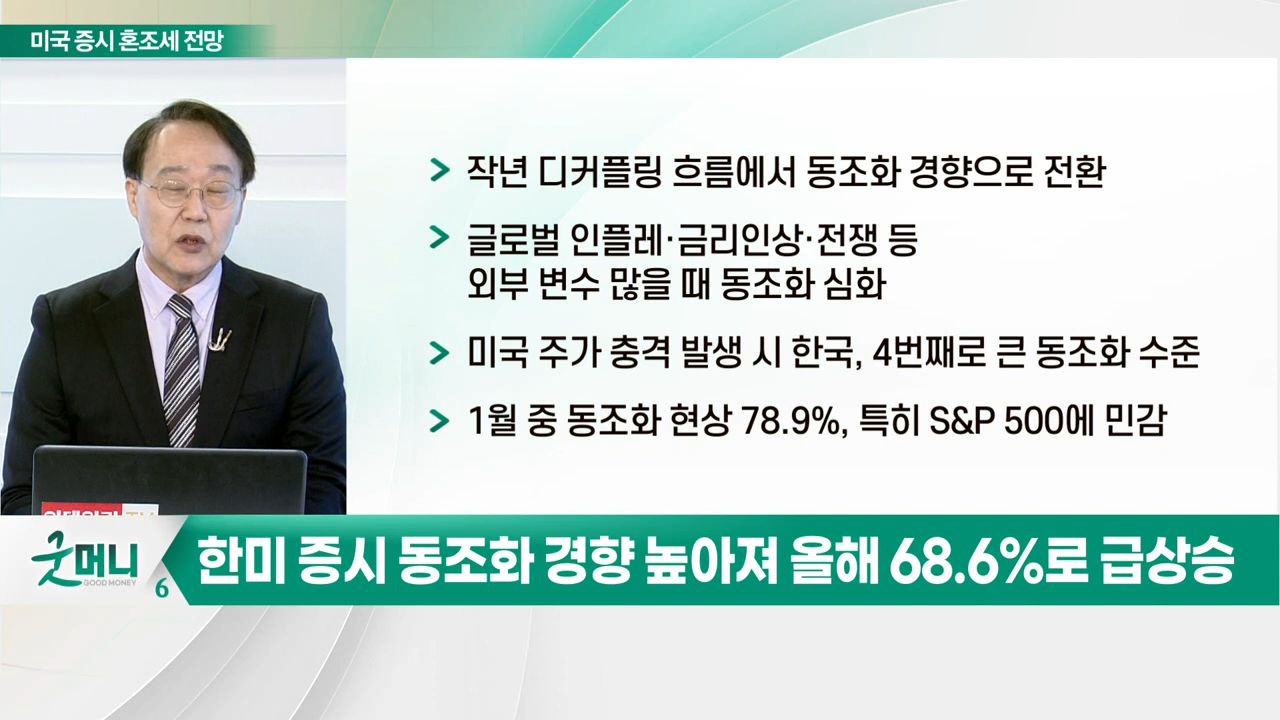 미국 증시 혼조세 전망
> 작년 디커플링 흐름에서 동조화 경향으로 전환
> 글로벌 인플레·금리인상·전쟁 등
외부 변수 많을 때 동조화 심화
> 미국 주가 충격 발생 시 한국, 4번째로 큰 동조화 수준
> 1월 중 동조화 현상 78.9%, 특히 S&P 500에 민감
굿머니
GOOD MONEY
6
한미 증시 동조화 경향 높아져 올해 68.6%로 급상승